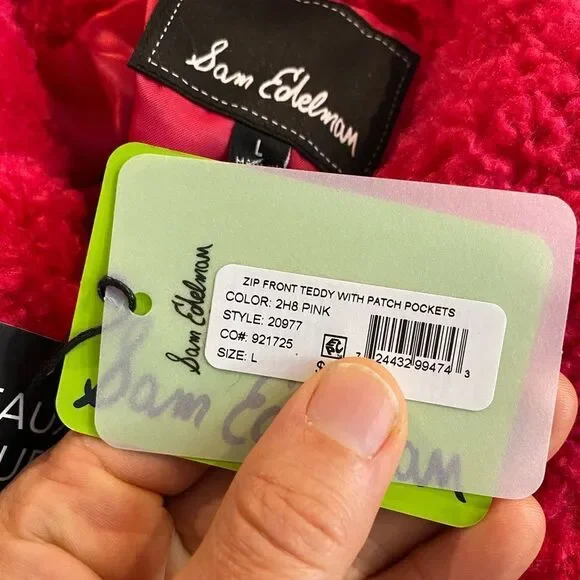 Sam Edelman
L
Sam Edelman
ZIP FRONT TEDDY WITH PATCH POCKETS
COLOR: 2H8 PINK
STYLE: 20977
CO#: 921725
SIZE: L
7 24432 99474 3
Sam Edelman